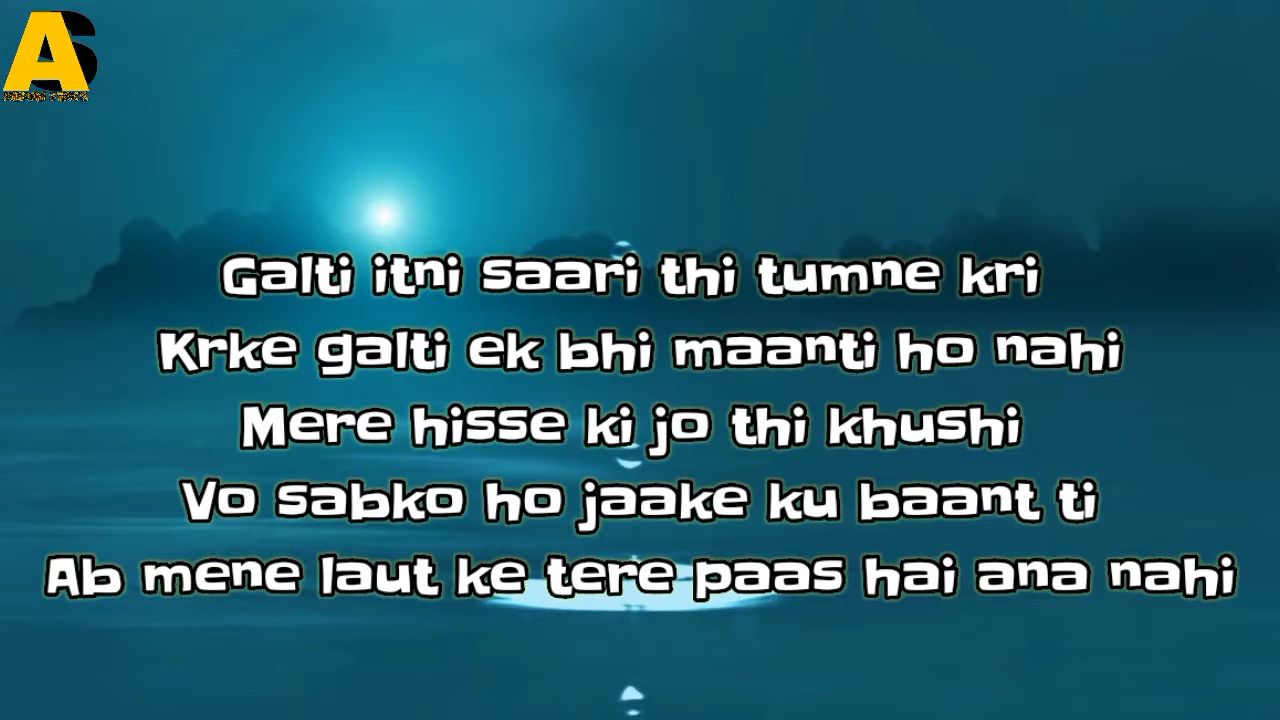 AS
Galti itni saari thi tumne kri
Krke galti ek bhi maanti ho nahi
Mere hisse ki jo thi khushi
Vo sabko ho jaake ku baant ti
Ab mene laut ke tere paas hai ana nahi